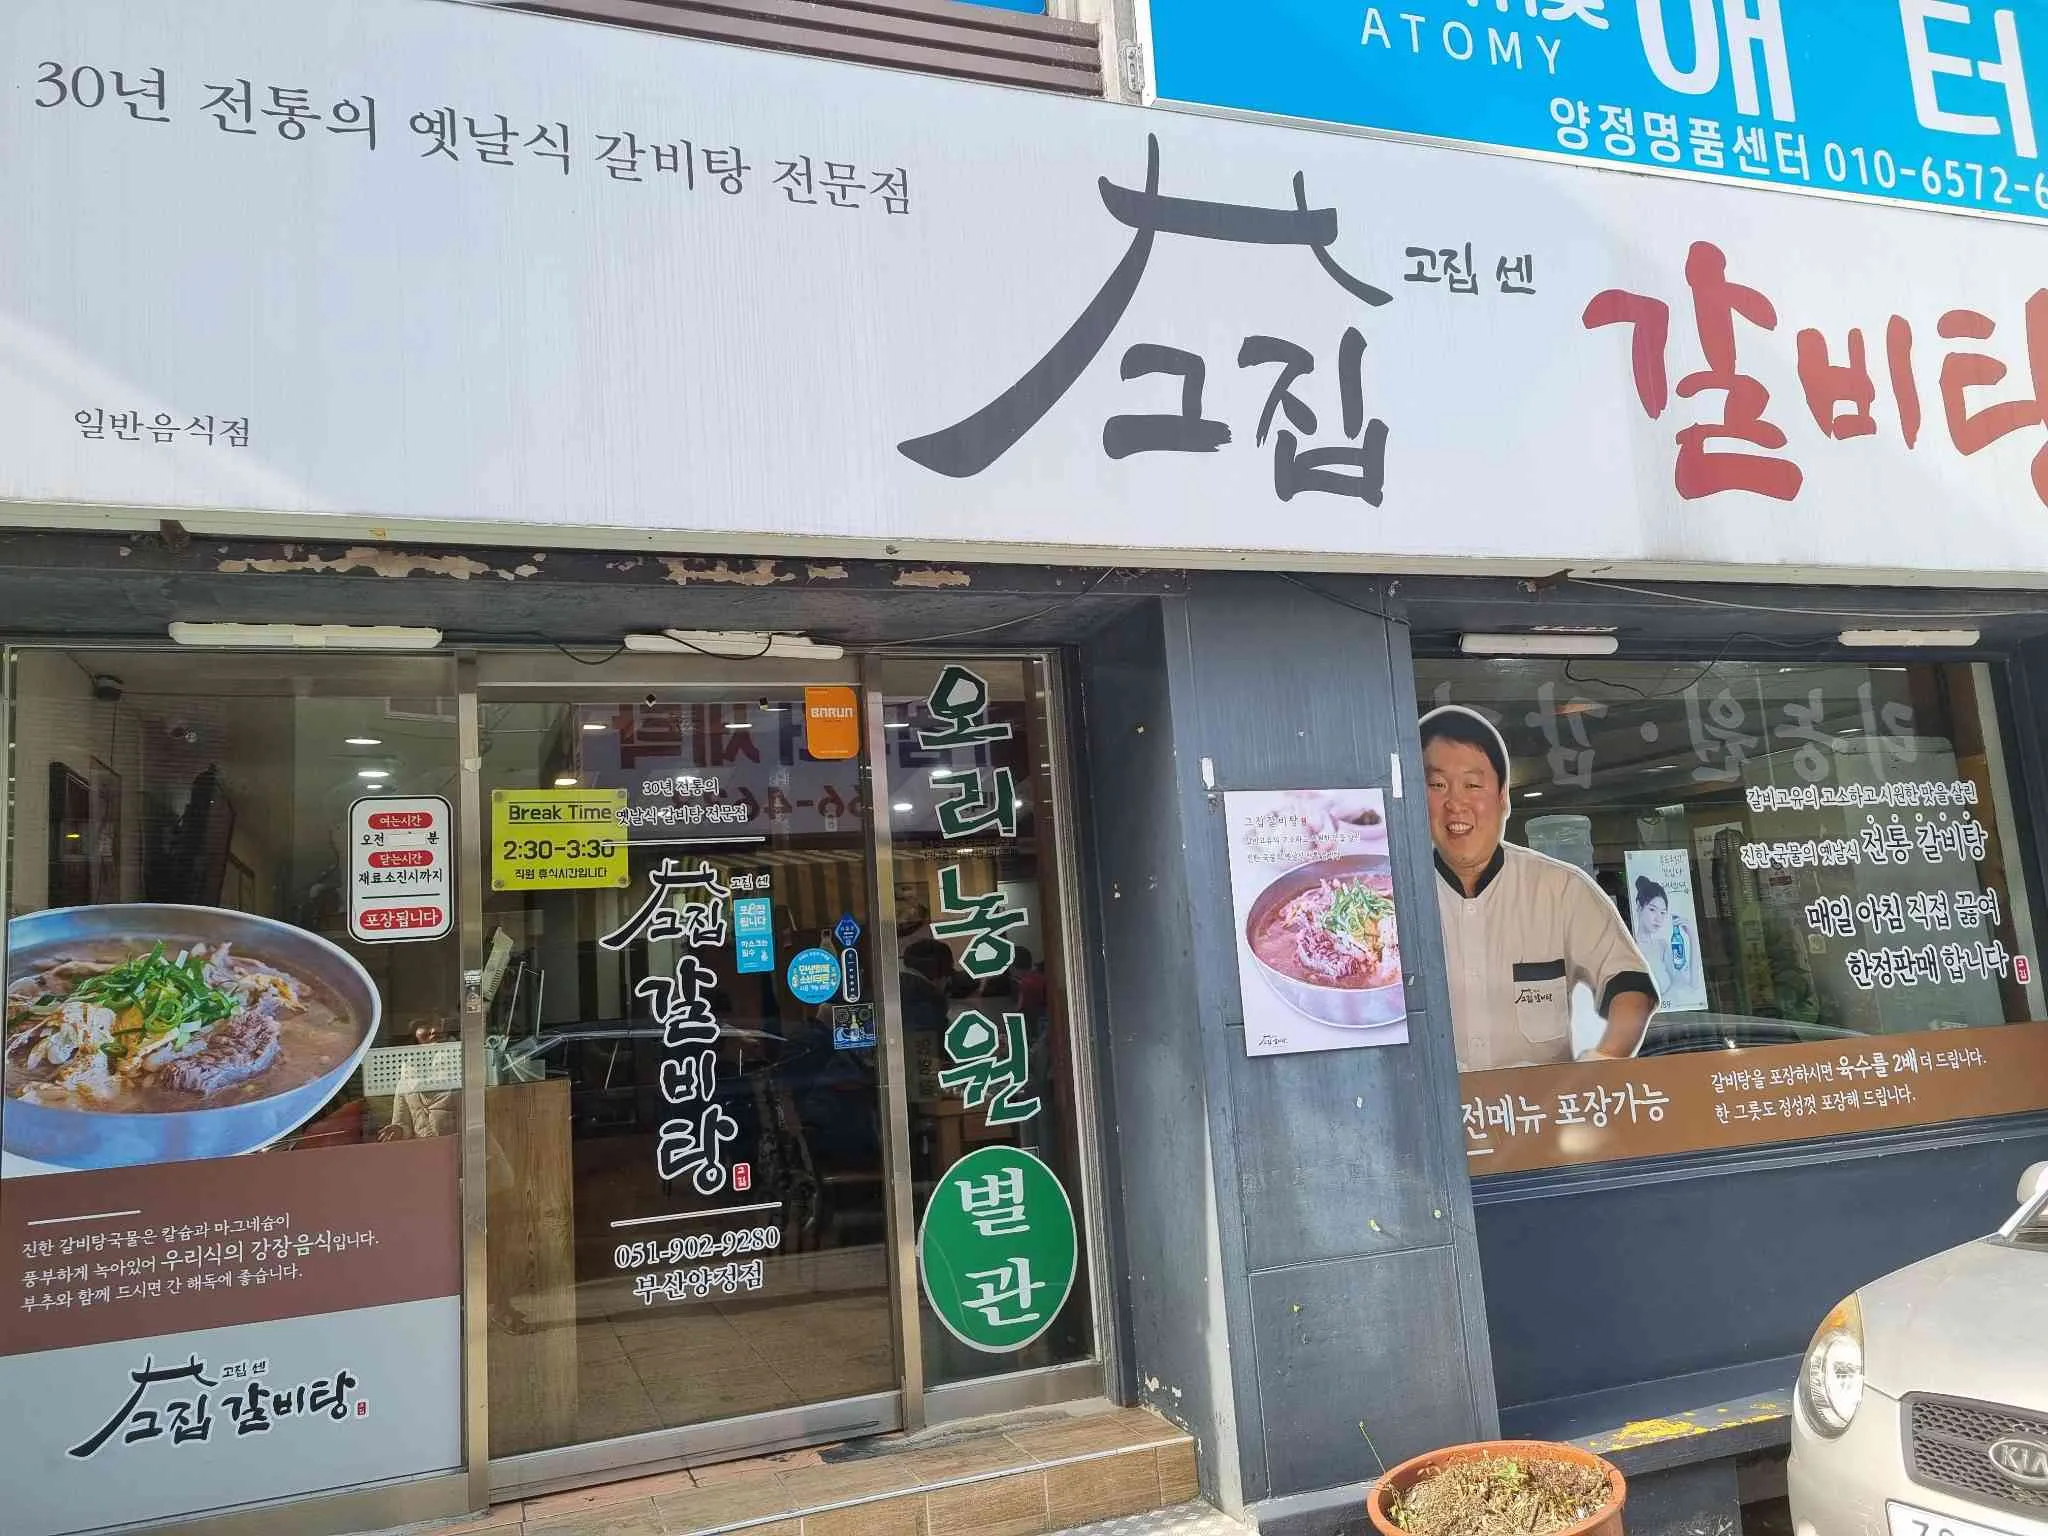 ATOMY
애터
양정명품센터 010-6572-6
30년 전통의 옛날식 갈비탕 전문점
고집 센
그집
갈비탕
일반음식점
여는시간
오전 분
닫는시간
재료소진시까지
포장됩니다
Break Time
2:30-3:30
직원 휴식시간입니다
BARUN
30년 전통의
옛날식 갈비탕 전문점
고집 센
그집
갈비탕
그집
051-902-9280
부산양정점
오리농원
별관
진한 갈비탕국물은 칼슘과 마그네슘이
풍부하게 녹아있어 우리식의 강장음식입니다.
부추와 함께 드시면 간 해독에 좋습니다.
고집 센
그집 갈비탕
그집갈비탕
갈비고유의 고소하고 시원한 맛을 살린
진한 국물의 옛날식 전통 갈비탕
매일 아침 직접 끓여
한정판매 합니다
그집
전메뉴 포장가능
갈비탕을 포장하시면 육수를 2배 더 드립니다.
한 그릇도 정성껏 포장해 드립니다.
KIA